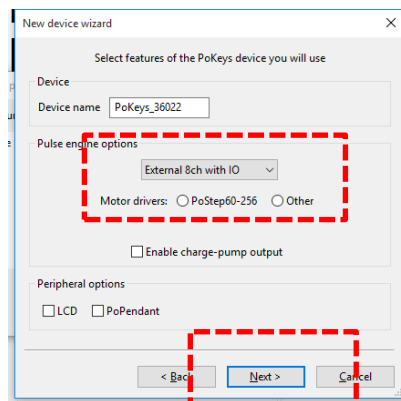 New device wizard
Select features of the PoKeys device you will use
Device
Device name PoKeys_36022
Pulse engine options
External 8ch with IO
Motor drivers: PoStep60-256 Other
Enable charge-pump output
Peripheral options
LCD PoPendant
< Back Next > Cancel